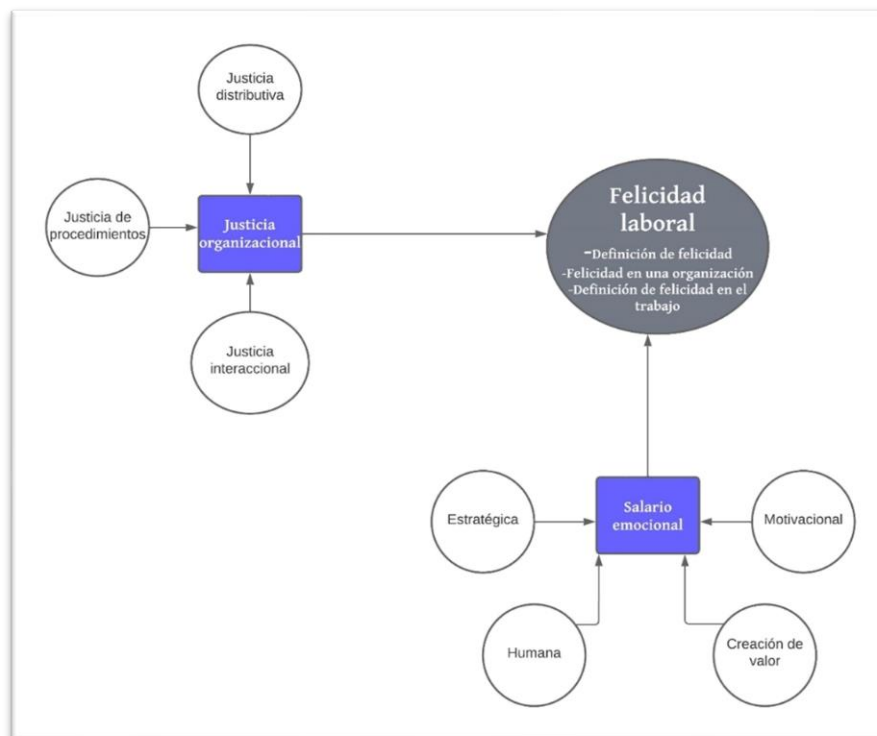 Justicia
distributiva
Justicia de
procedimientos
Justicia
organizacional
Justicia
interaccional
Felicidad
laboral
-Definición de felicidad
-Felicidad en una organización
-Definición de felicidad en el
trabajo
Estratégica
Salario
emocional
Motivacional
Humana
Creación de
valor